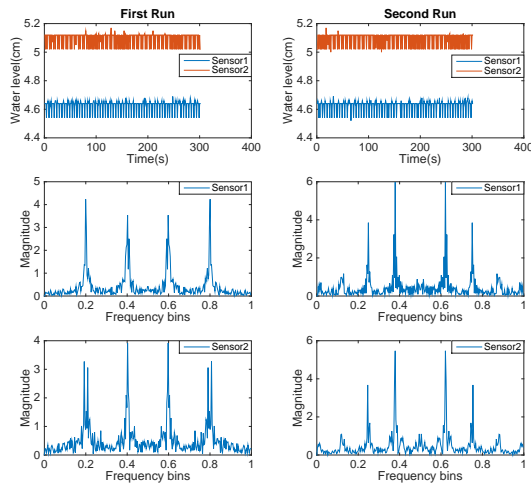 First Run
Second Run
5.2
5
4.8
4.6
4.4
Water level(cm)
Sensor1
Sensor2
0 100 200 300 400
Time(s)
5.2
5
4.8
4.6
4.4
Water level(cm)
Sensor1
Sensor2
0 100 200 300 400
Time(s)
5
4
3
2
1
0
Magnitude
Sensor1
0 0.2 0.4 0.6 0.8 1
Frequency bins
6
4
2
0
Magnitude
Sensor1
0 0.2 0.4 0.6 0.8 1
Frequency bins
4
3
2
1
0
Magnitude
Sensor2
0 0.2 0.4 0.6 0.8 1
Frequency bins
6
4
2
0
Magnitude
Sensor2
0 0.2 0.4 0.6 0.8 1
Frequency bins